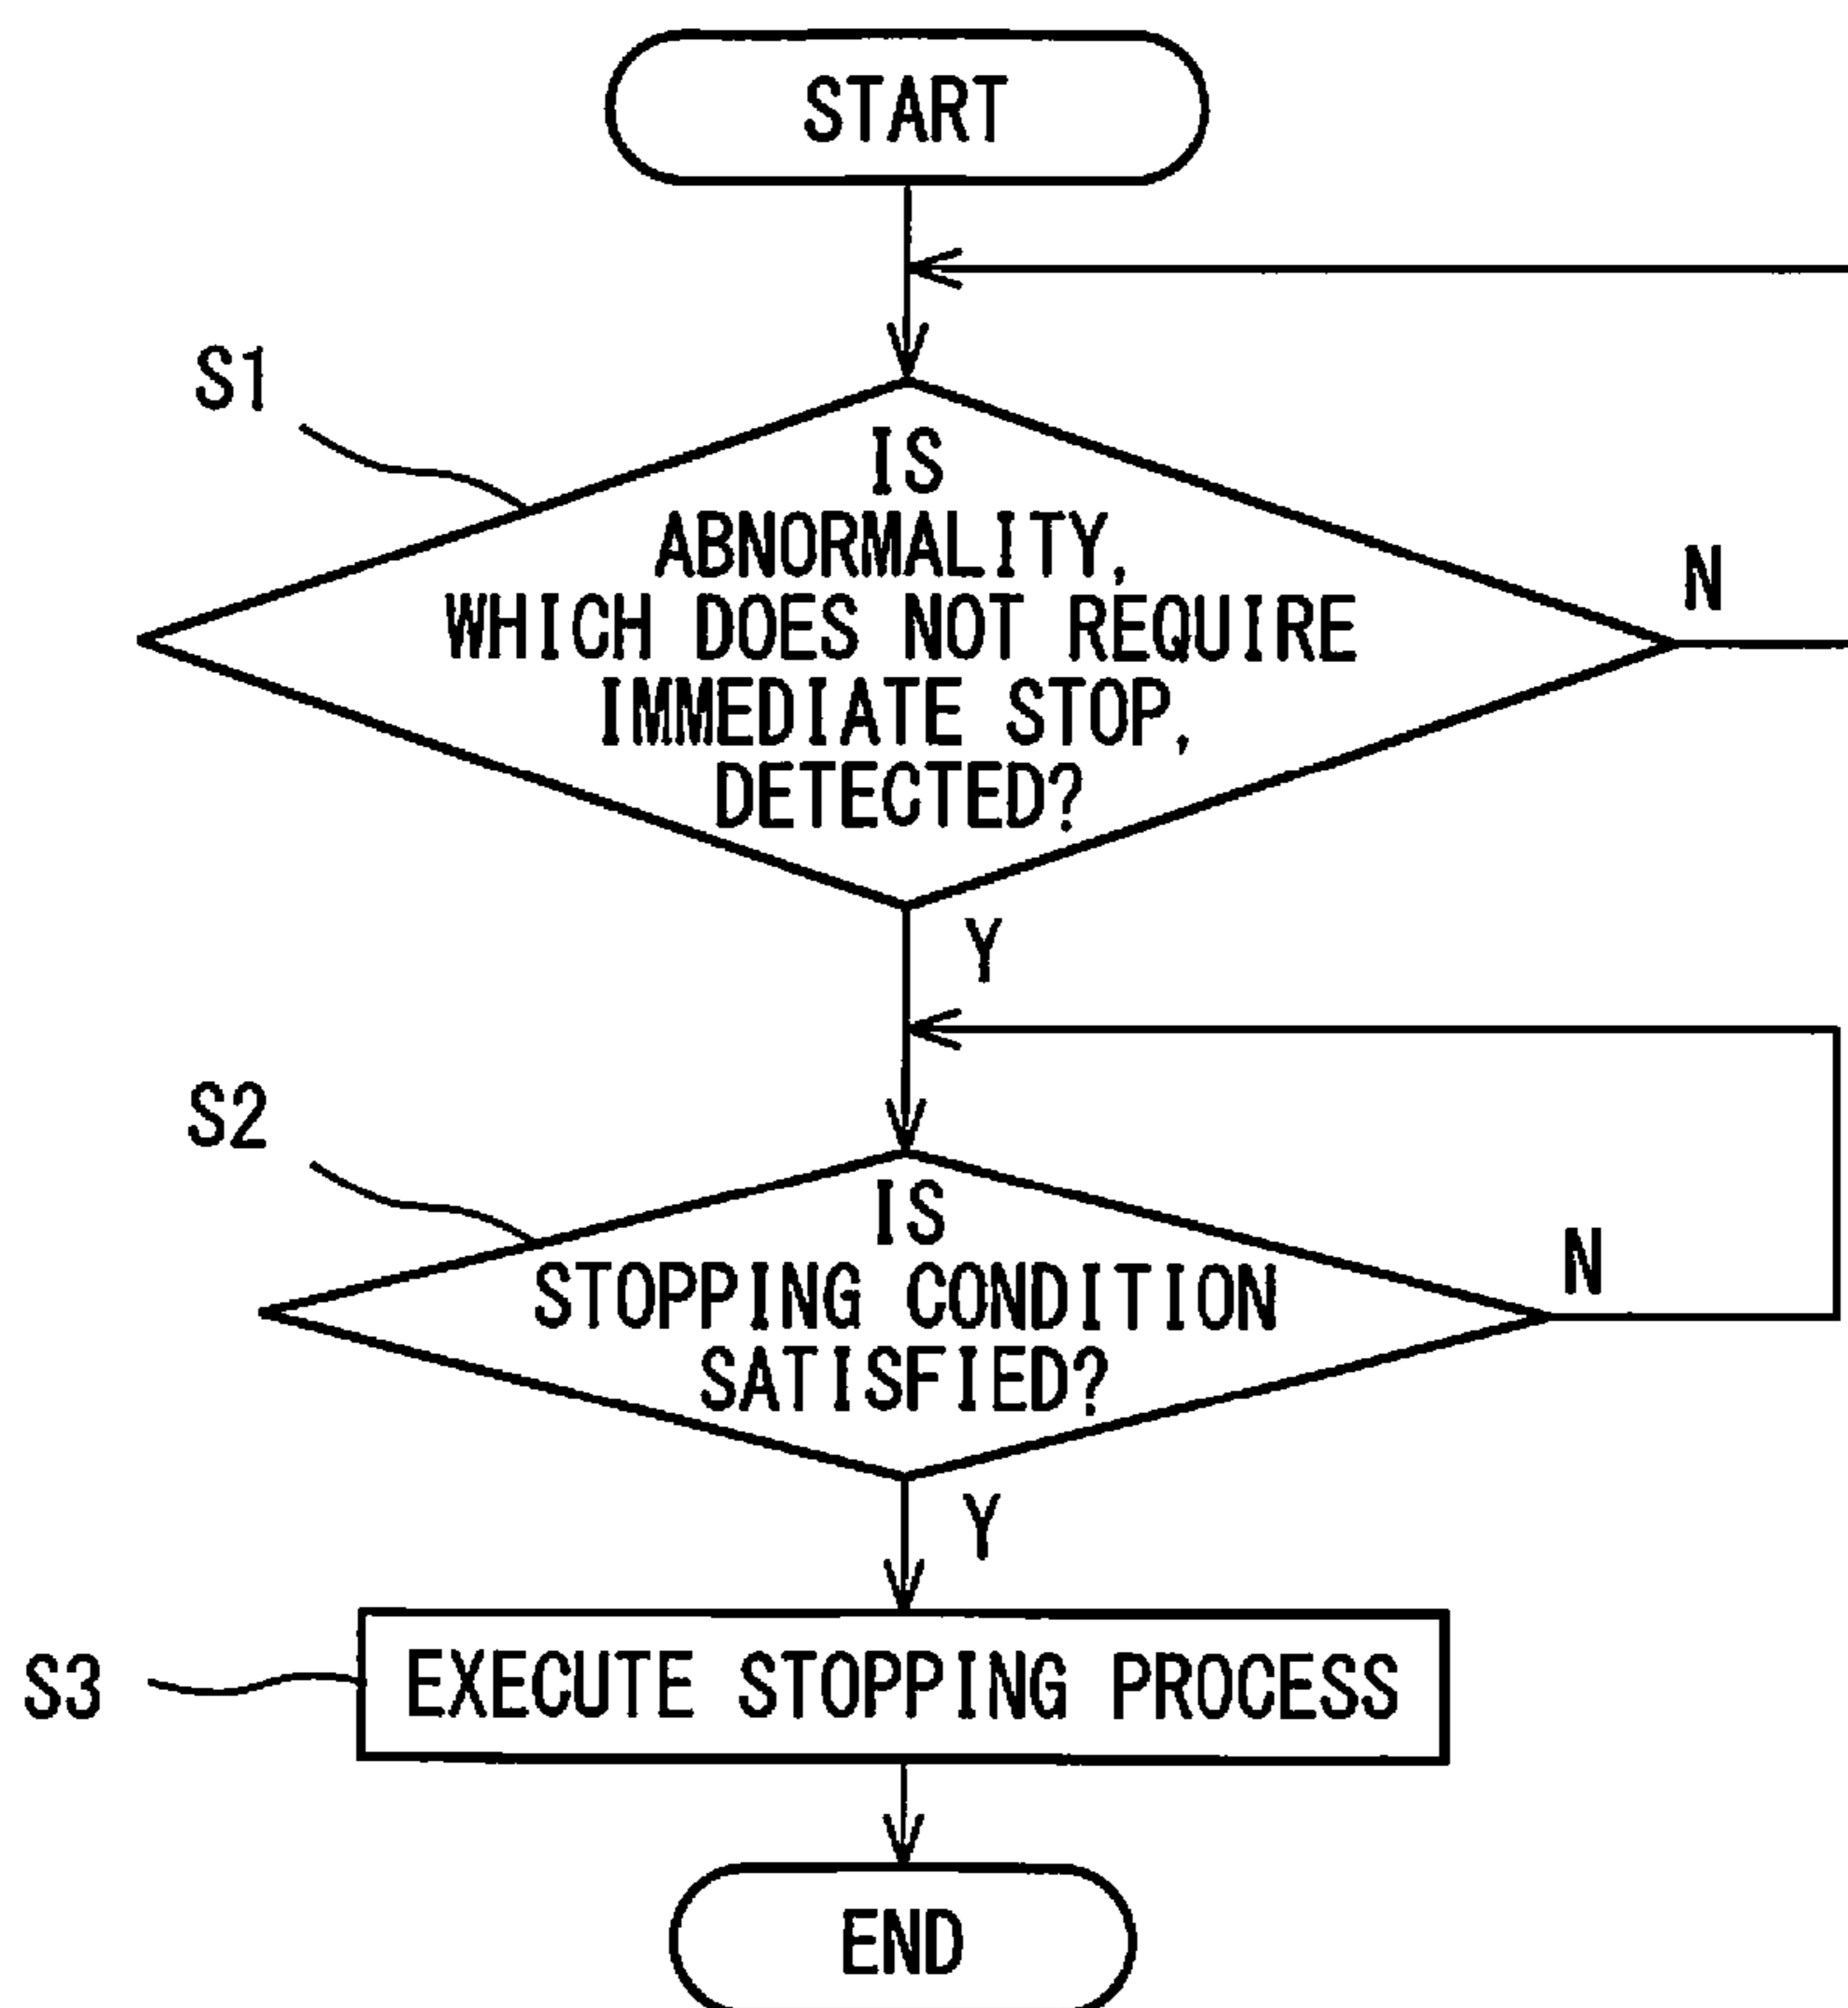 START
S1
IS
ABNORMALITY,
WHICH DOES NOT REQUIRE
IMMEDIATE STOP,
DETECTED?
N
Y
S2
IS
STOPPING CONDITION
SATISFIED?
N
Y
S3
EXECUTE STOPPING PROCESS
END